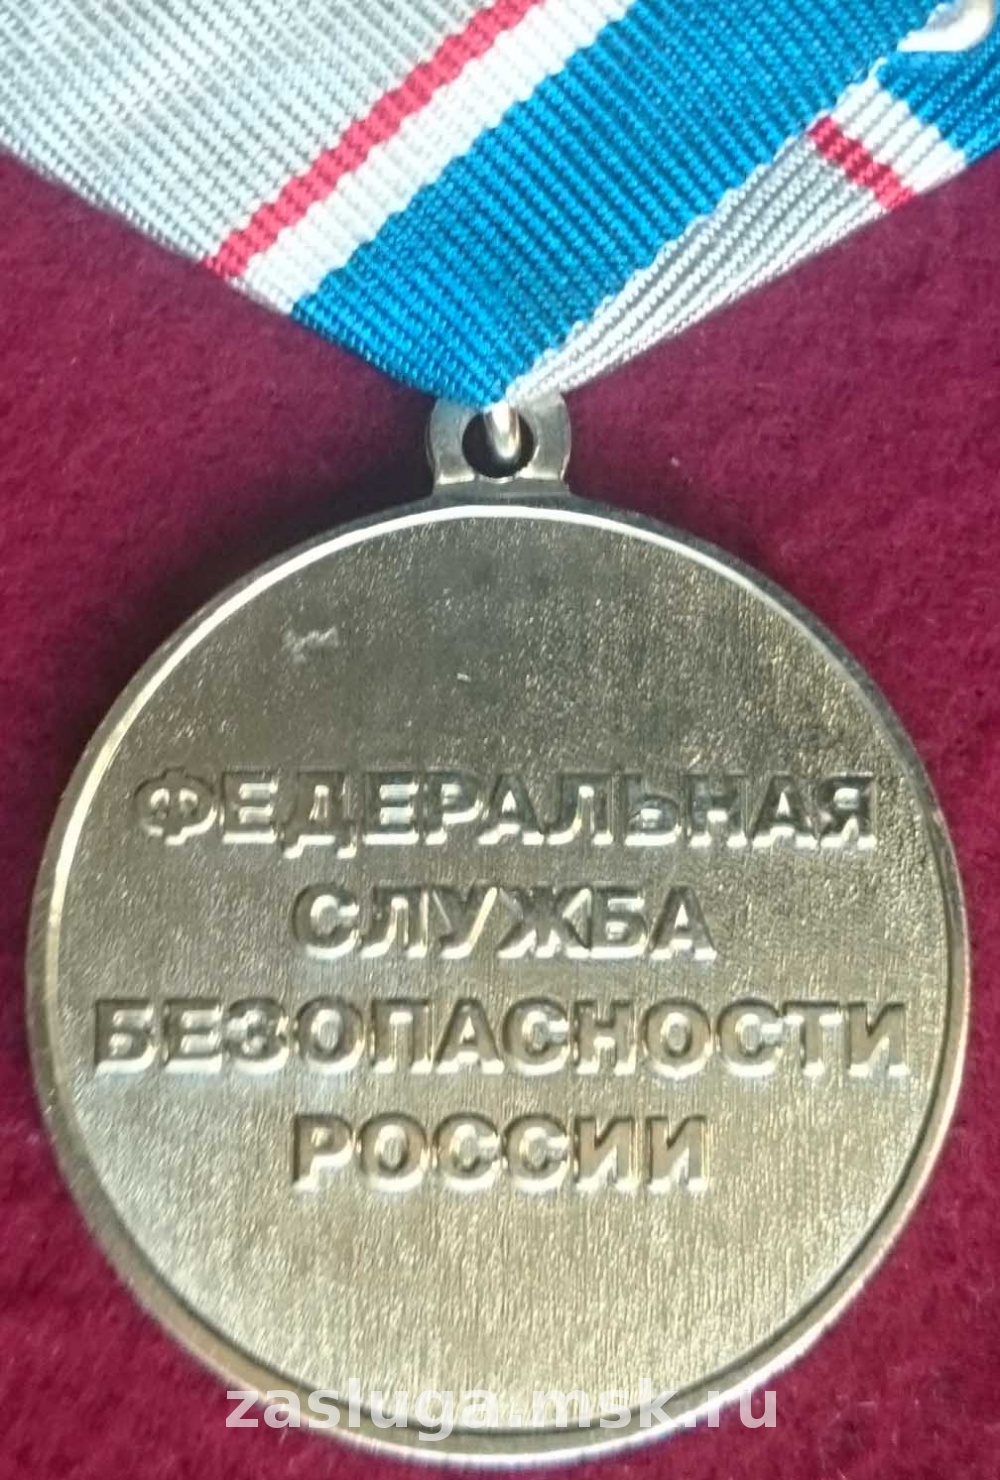 ФЕДЕРАЛЬНАЯ
СЛУЖБА
БЕЗОПАСНОСТИ
РОССИИ
zasluga.msk.ru